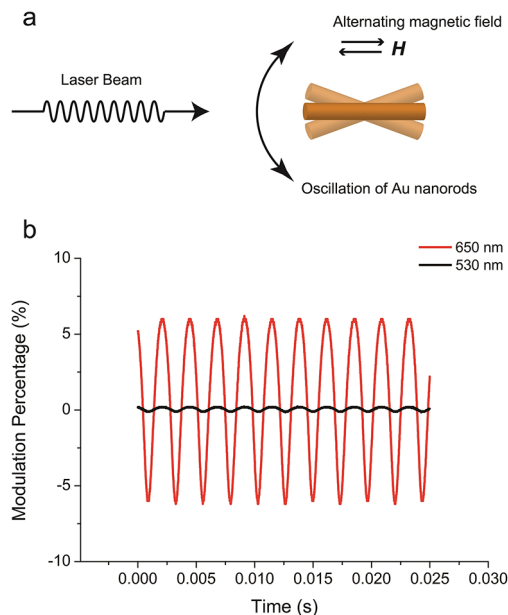 a
Alternating magnetic field
H
Laser Beam
Oscillation of Au nanorods
b
650 nm
530 nm
10
5
0
-5
-10
Modulation Percentage (%)
0.000
0.005
0.010
0.015
0.020
0.025
0.030
Time (s)